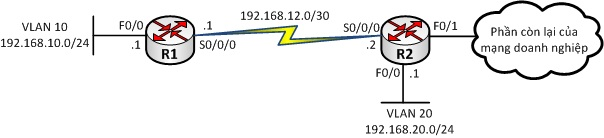 VLAN 10
192.168.10.0/24
F0/0
.1
R1
.1
S0/0/0
192.168.12.0/30
S0/0/0
.2
R2
F0/1
F0/0
.1
VLAN 20
192.168.20.0/24
Phần còn lại của
mạng doanh nghiệp